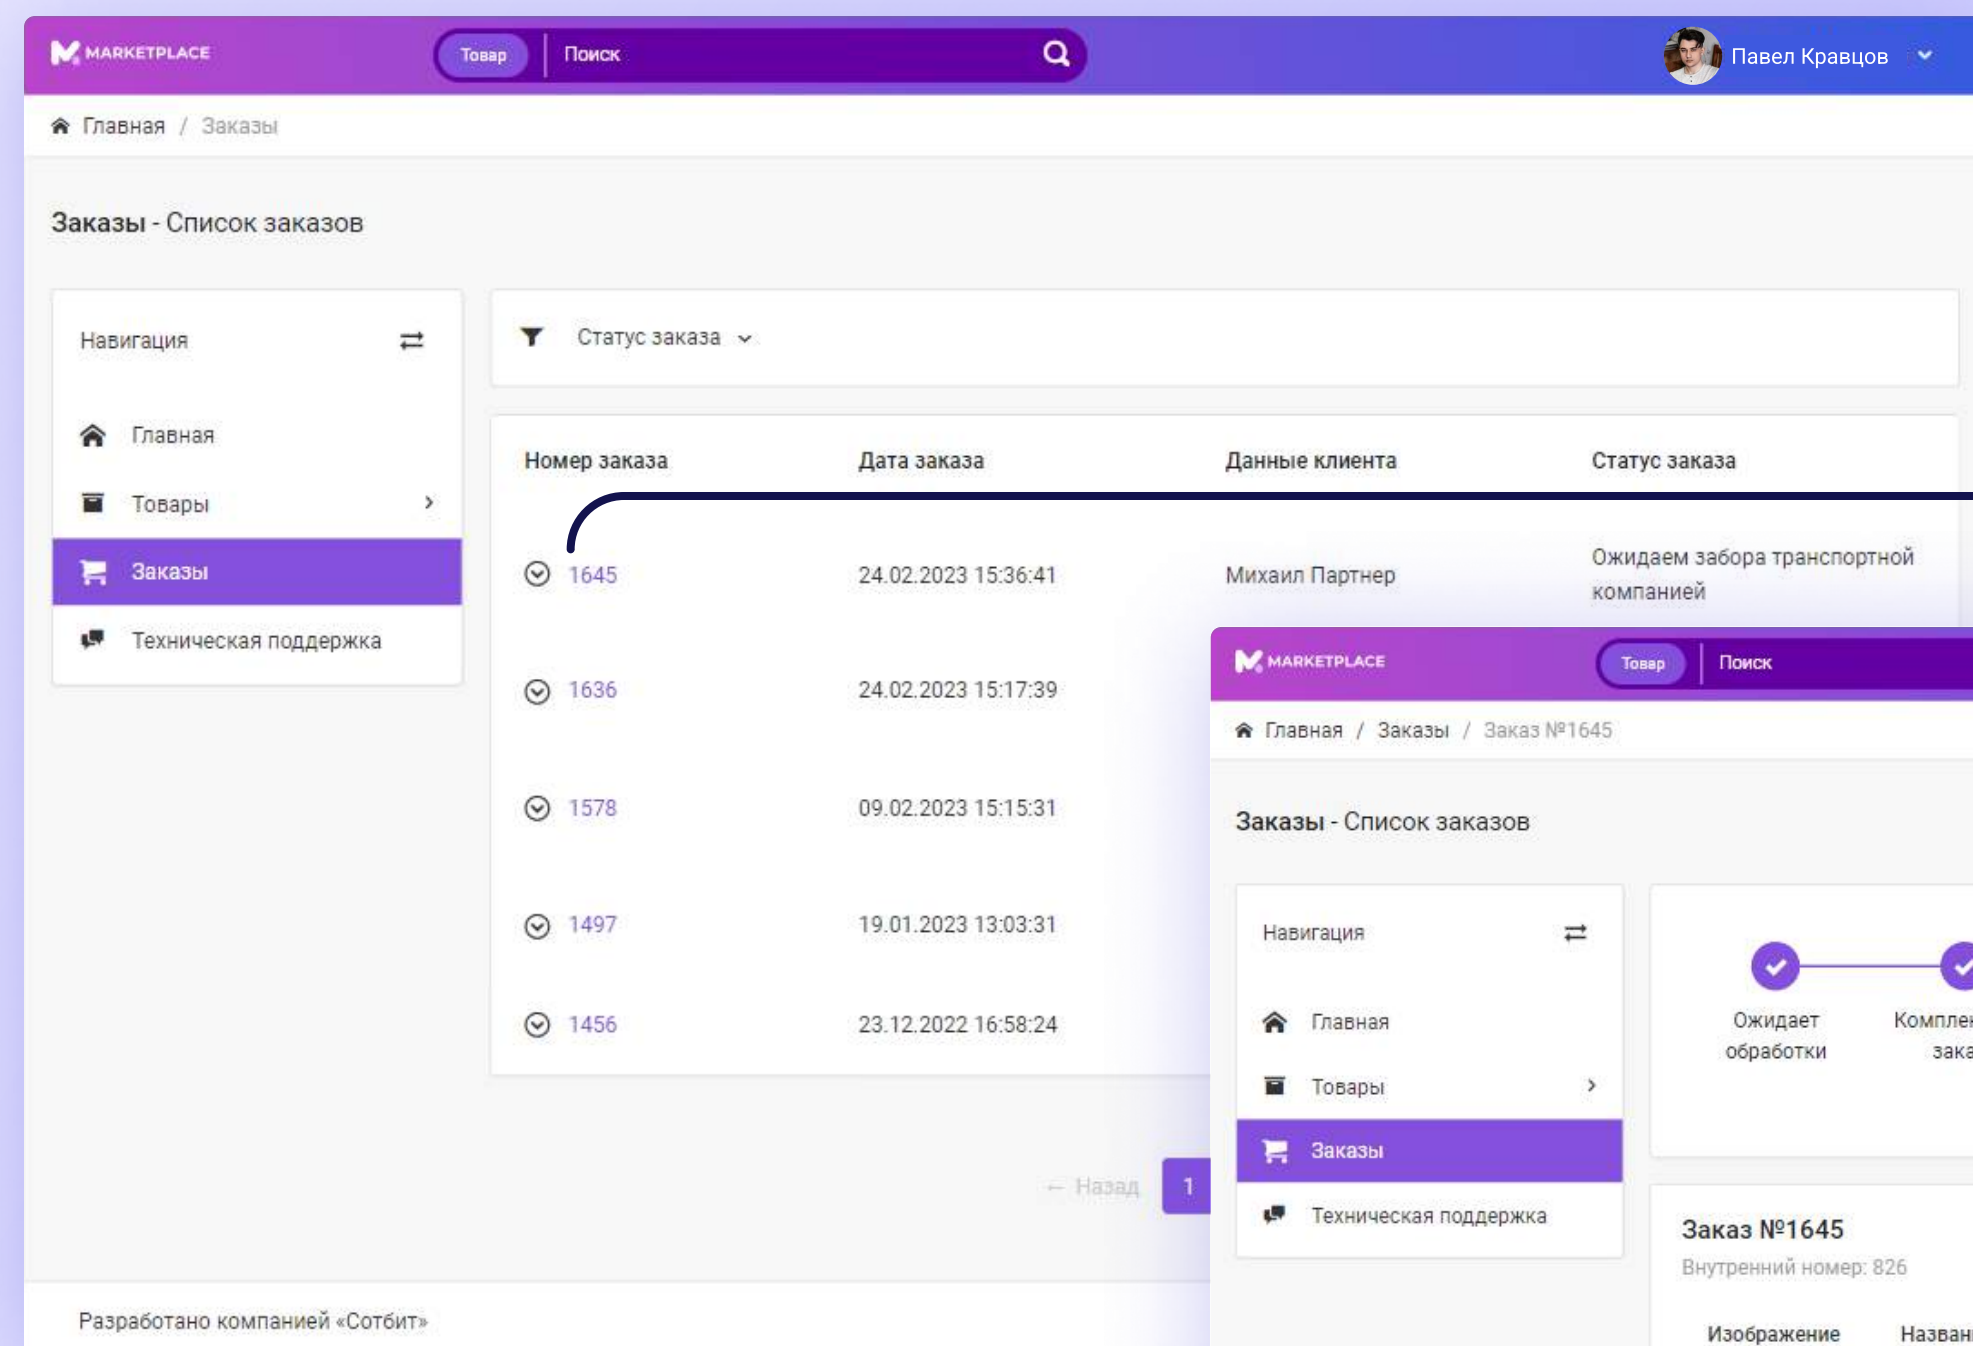 MARKETPLACE
Товар
Поиск
Павел Кравцов
Главная / Заказы
Заказы - Список заказов
Навигация
Главная
Товары
Заказы
Техническая поддержка
Статус заказа
Номер заказа Дата заказа Данные клиента Статус заказа
1645 24.02.2023 15:36:41 Михаил Партнер Ожидаем забора транспортной
компанией
1636 24.02.2023 15:17:39
1578 09.02.2023 15:15:31
1497 19.01.2023 13:03:31
1456 23.12.2022 16:58:24
← Назад 1
Разработано компанией «Сотбит»
MARKETPLACE
Товар
Поиск
Главная / Заказы / Заказ №1645
Заказы - Список заказов
Навигация
Главная
Товары
Заказы
Техническая поддержка
Ожидает
обработки
Заказ №1645
Внутренний номер: 826
Изображение